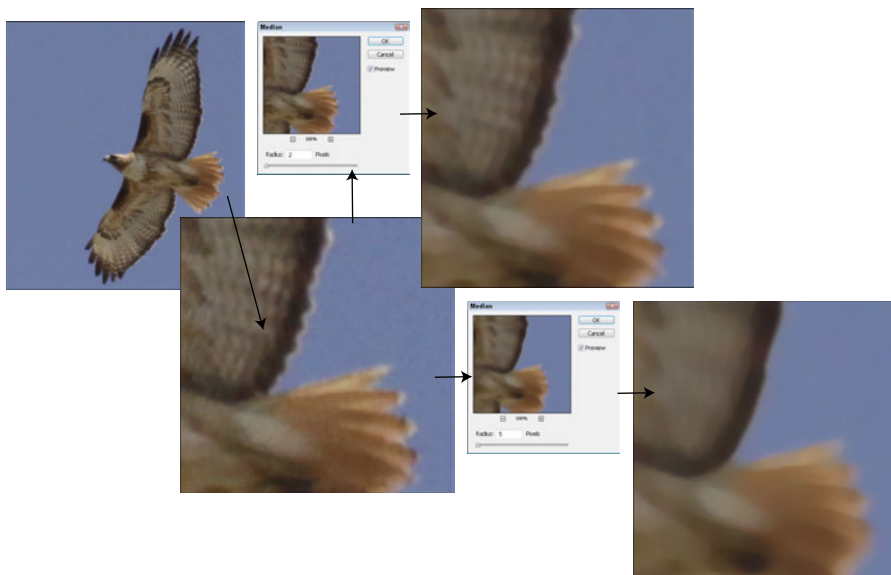 Median
OK
Cancel
Preview
100%
Radius: 2 Pixels
Median
OK
Cancel
Preview
100%
Radius: 5 Pixels